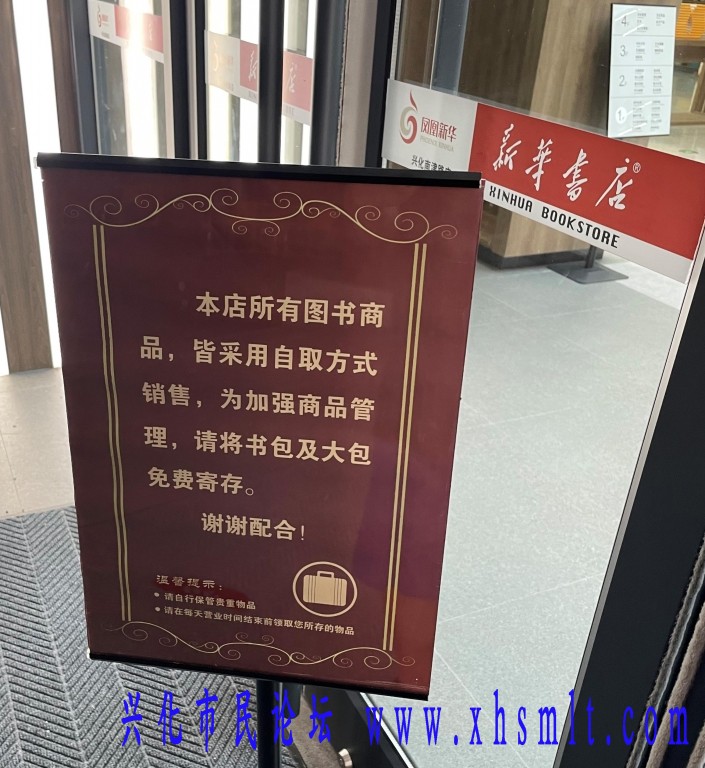 凤凰新华
PHOENIX XINHUA
新華書店®
XINHUA BOOKSTORE
本店所有图书商
品，皆采用自取方式
销售，为加强商品管
理，请将书包及大包
免费寄存。
谢谢配合！
温馨提示：
• 请自行保管贵重物品
• 请在每天营业时间结束前领取您所存的物品
兴化市民论坛 www.xhsmlt.com